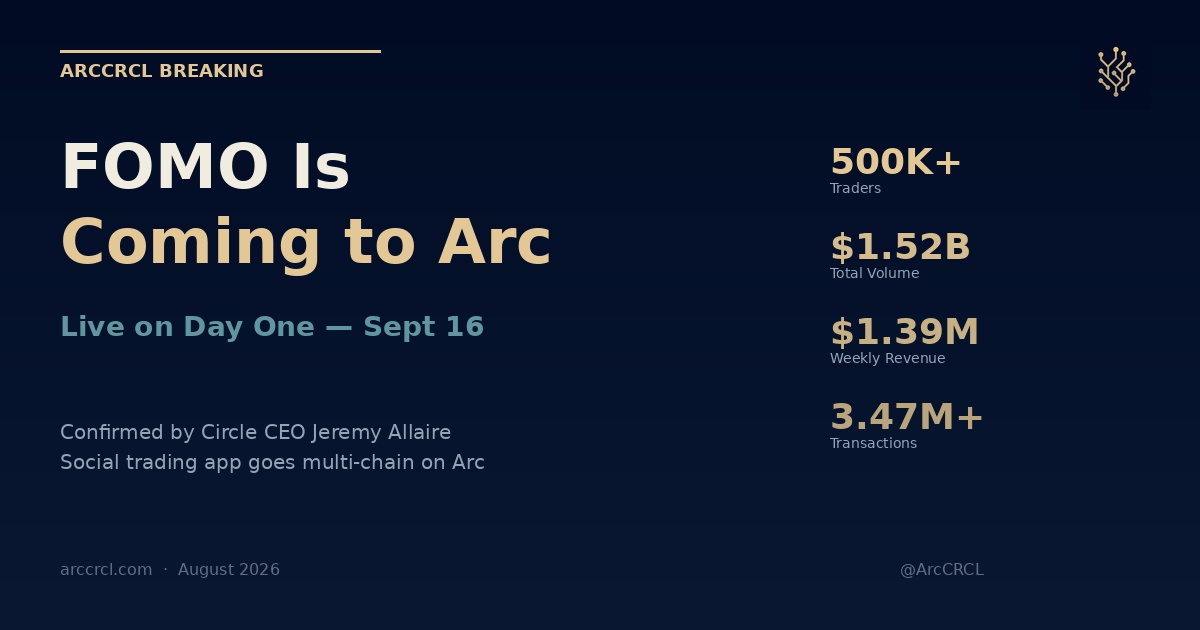 ARCCRCL BREAKING
FOMO Is
Coming to Arc
Live on Day One — Sept 16
Confirmed by Circle CEO Jeremy Allaire
Social trading app goes multi-chain on Arc
500K+
Traders
$1.52B
Total Volume
$1.39M
Weekly Revenue
3.47M+
Transactions
arccrcl.com · August 2026
@ArcCRCL